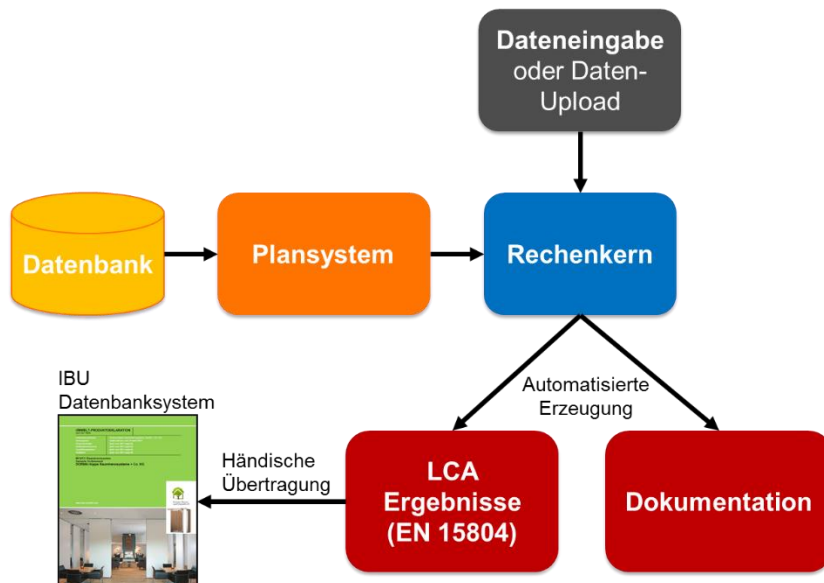 Dateneingabe
oder Daten-
Upload
Datenbank
Plansystem
Rechenkern
Automatisierte
Erzeugung
IBU
Datenbanksystem
Händische
Übertragung
LCA
Ergebnisse
(EN 15804)
Dokumentation